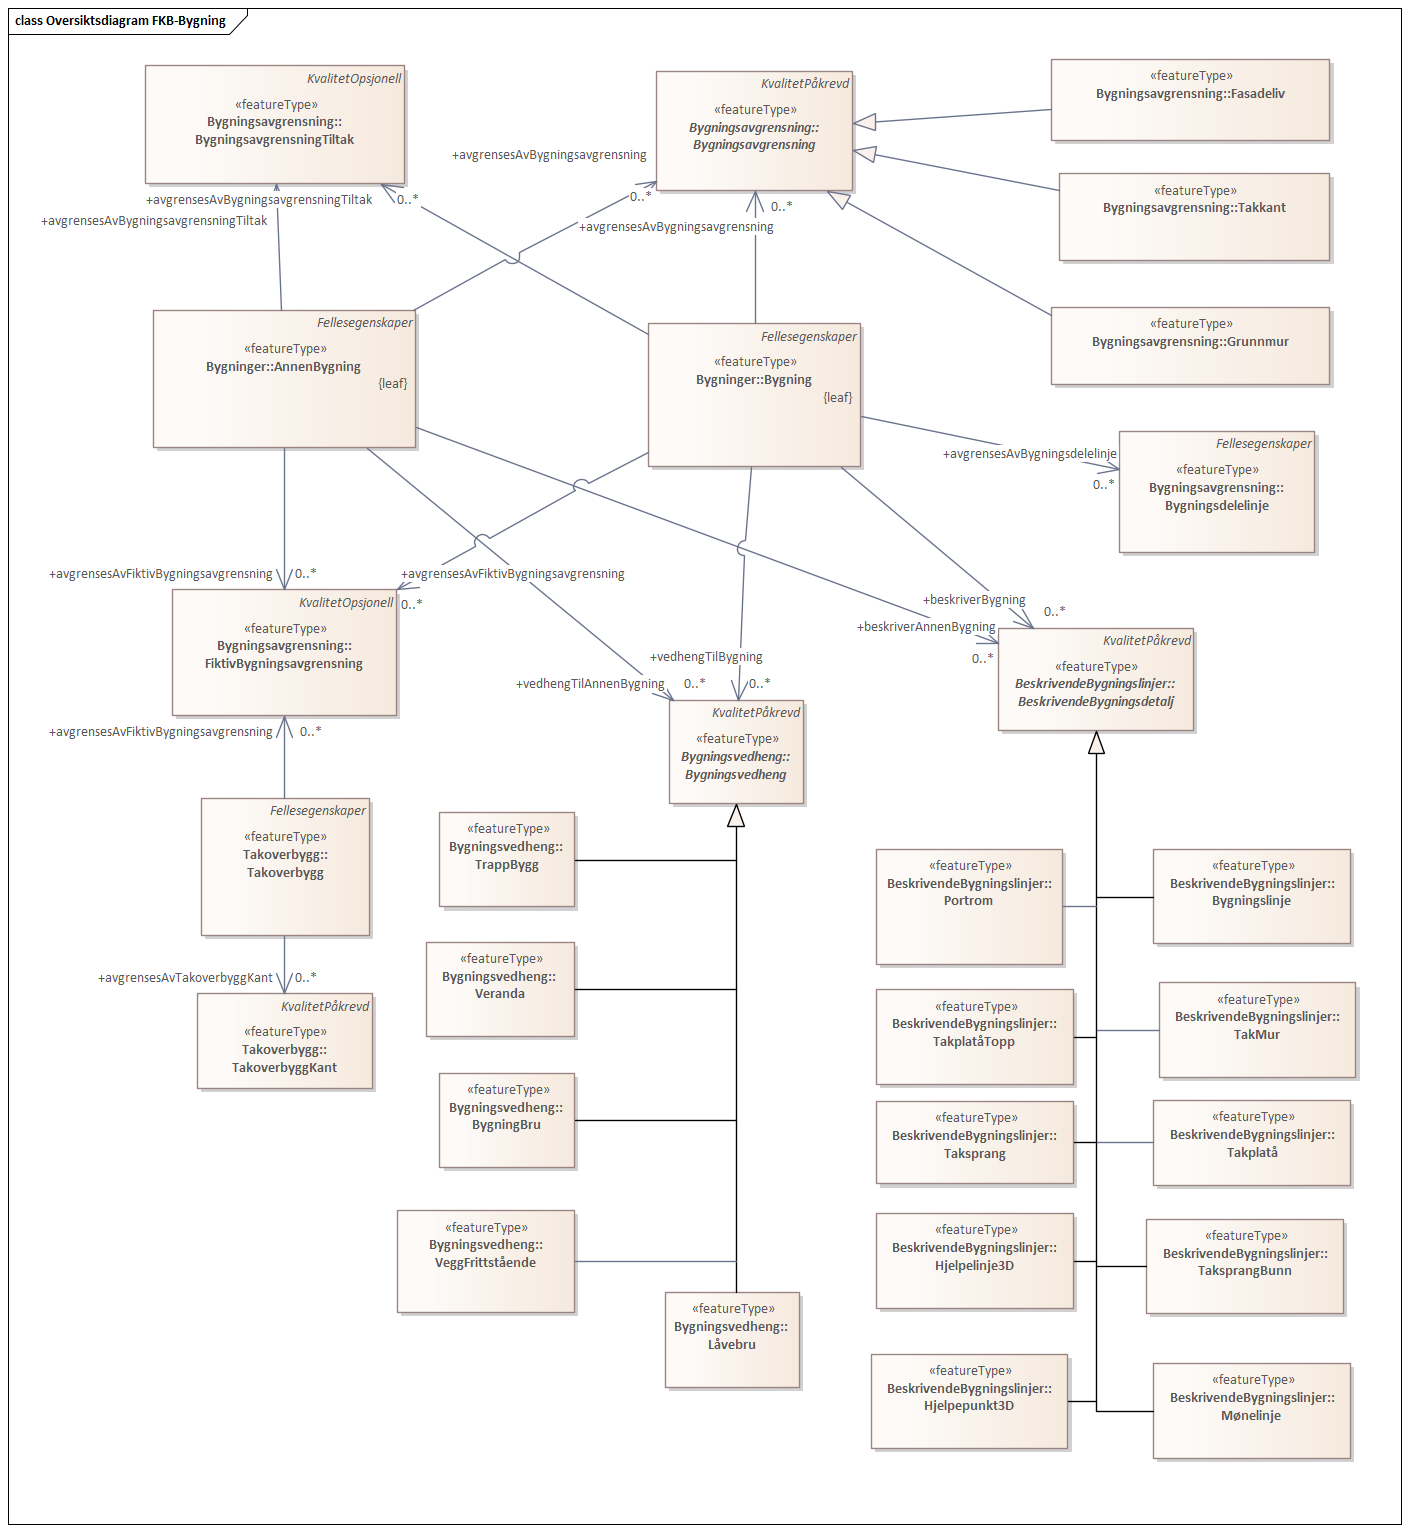 class Oversiktsdiagram FKB-Bygning
KvalitetOpsjonell
«featureType»
Bygningsavgrensning::
BygningsavgrensningTiltak
KvalitetPåkrevd
«featureType»
Bygningsavgrensning::
Bygningsavgrensning
«featureType»
Bygningsavgrensning::Fasadeliv
«featureType»
Bygningsavgrensning::Takkant
«featureType»
Bygningsavgrensning::Grunnmur
+avgrensesAvBygningsavgrensning
0..*
+avgrensesAvBygningsavgrensningTiltak
0..*
+avgrensesAvBygningsavgrensningTiltak
0..*
+avgrensesAvBygningsavgrensning
Fellesegenskaper
«featureType»
Bygninger::AnnenBygning
{leaf}
Fellesegenskaper
«featureType»
Bygninger::Bygning
{leaf}
+avgrensesAvBygningsdelelinje
0..*
Fellesegenskaper
«featureType»
Bygningsavgrensning::
Bygningsdelelinje
+avgrensesAvFiktivBygningsavgrensning
0..*
+avgrensesAvFiktivBygningsavgrensning
0..*
KvalitetOpsjonell
«featureType»
Bygningsavgrensning::
FiktivBygningsavgrensning
+beskriverBygning
0..*
+beskriverAnnenBygning
0..*
KvalitetPåkrevd
«featureType»
BeskrivendeBygningslinjer::
BeskrivendeBygningsdetalj
+vedhengTilBygning
0..*
+vedhengTilAnnenBygning
0..*
KvalitetPåkrevd
«featureType»
Bygningsvedheng::
Bygningsvedheng
+avgrensesAvFiktivBygningsavgrensning
0..*
Fellesegenskaper
«featureType»
Takoverbygg::
Takoverbygg
+avgrensesAvTakoverbyggKant
0..*
KvalitetPåkrevd
«featureType»
Takoverbygg::
TakoverbyggKant
«featureType»
Bygningsvedheng::
TrappBygg
«featureType»
Bygningsvedheng::
Veranda
«featureType»
Bygningsvedheng::
BygningBru
«featureType»
Bygningsvedheng::
VeggFrittstående
«featureType»
Bygningsvedheng::
Låvebru
«featureType»
BeskrivendeBygningslinjer::
Portrom
«featureType»
BeskrivendeBygningslinjer::
Bygningslinje
«featureType»
BeskrivendeBygningslinjer::
TakplatåTopp
«featureType»
BeskrivendeBygningslinjer::
TakMur
«featureType»
BeskrivendeBygningslinjer::
Taksprang
«featureType»
BeskrivendeBygningslinjer::
Takplatå
«featureType»
BeskrivendeBygningslinjer::
Hjelpelinje3D
«featureType»
BeskrivendeBygningslinjer::
TaksprangBunn
«featureType»
BeskrivendeBygningslinjer::
Hjelpepunkt3D
«featureType»
BeskrivendeBygningslinjer::
Mønelinje